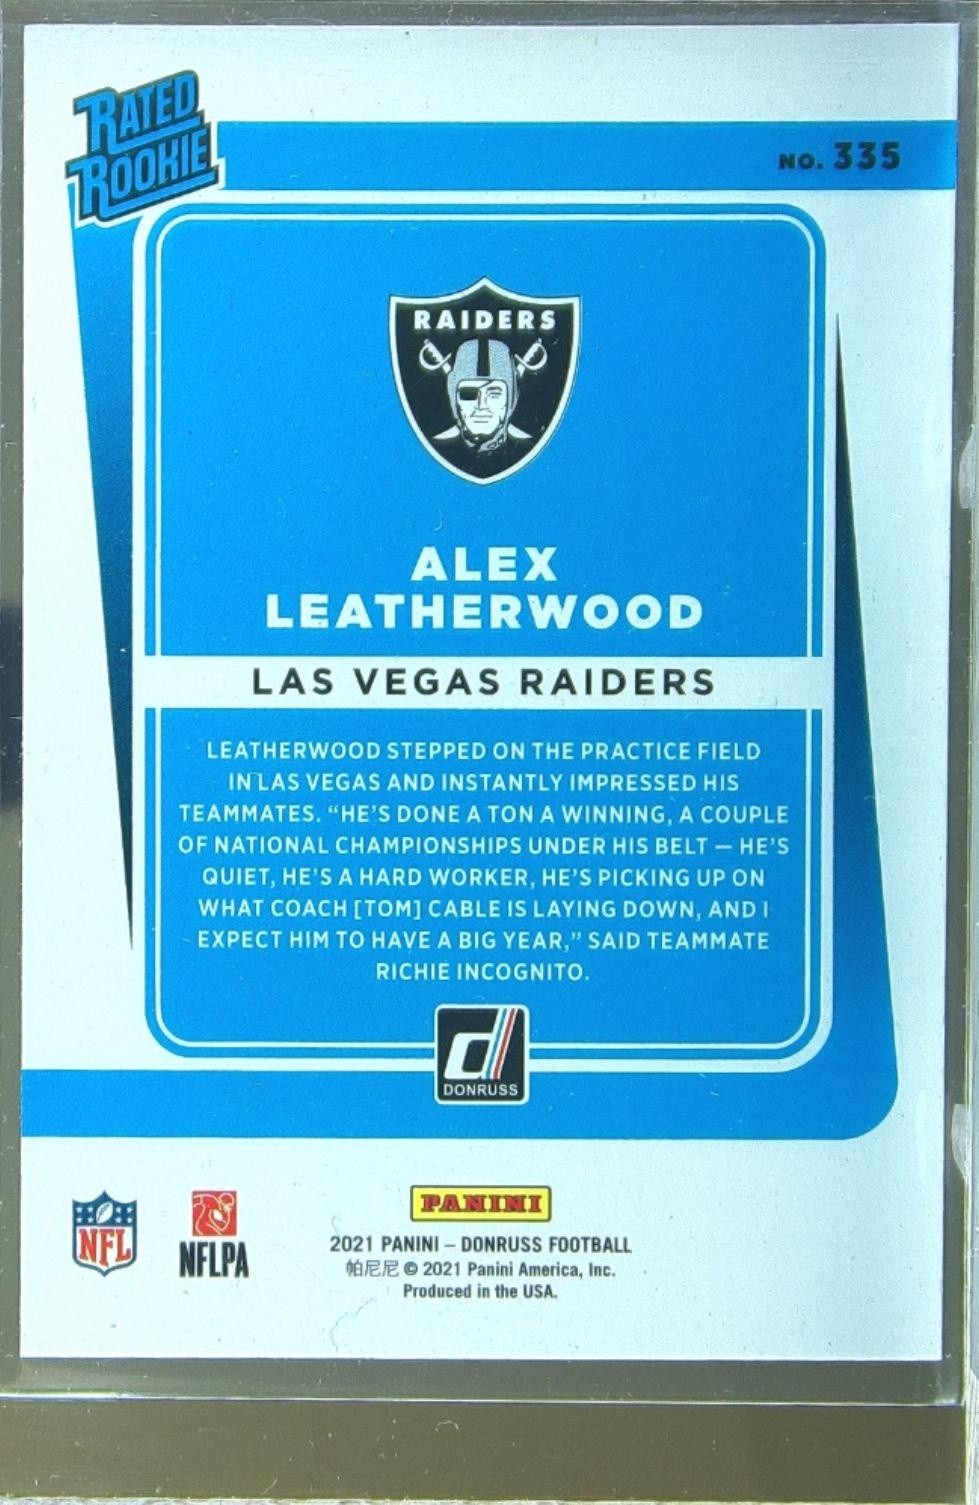 RATED
ROOKIE
NO. 335
RAIDERS
ALEX
LEATHERWOOD
LAS VEGAS RAIDERS
LEATHERWOOD STEPPED ON THE PRACTICE FIELD
IN LAS VEGAS AND INSTANTLY IMPRESSED HIS
TEAMMATES. “HE’S DONE A TON A WINNING, A COUPLE
OF NATIONAL CHAMPIONSHIPS UNDER HIS BELT — HE’S
QUIET, HE’S A HARD WORKER, HE’S PICKING UP ON
WHAT COACH [TOM] CABLE IS LAYING DOWN, AND I
EXPECT HIM TO HAVE A BIG YEAR,” SAID TEAMMATE
RICHIE INCOGNITO.
DONRUSS
NFL
NFLPA
PANINI
2021 PANINI – DONRUSS FOOTBALL
帕尼尼 © 2021 Panini America, Inc.
Produced in the USA.